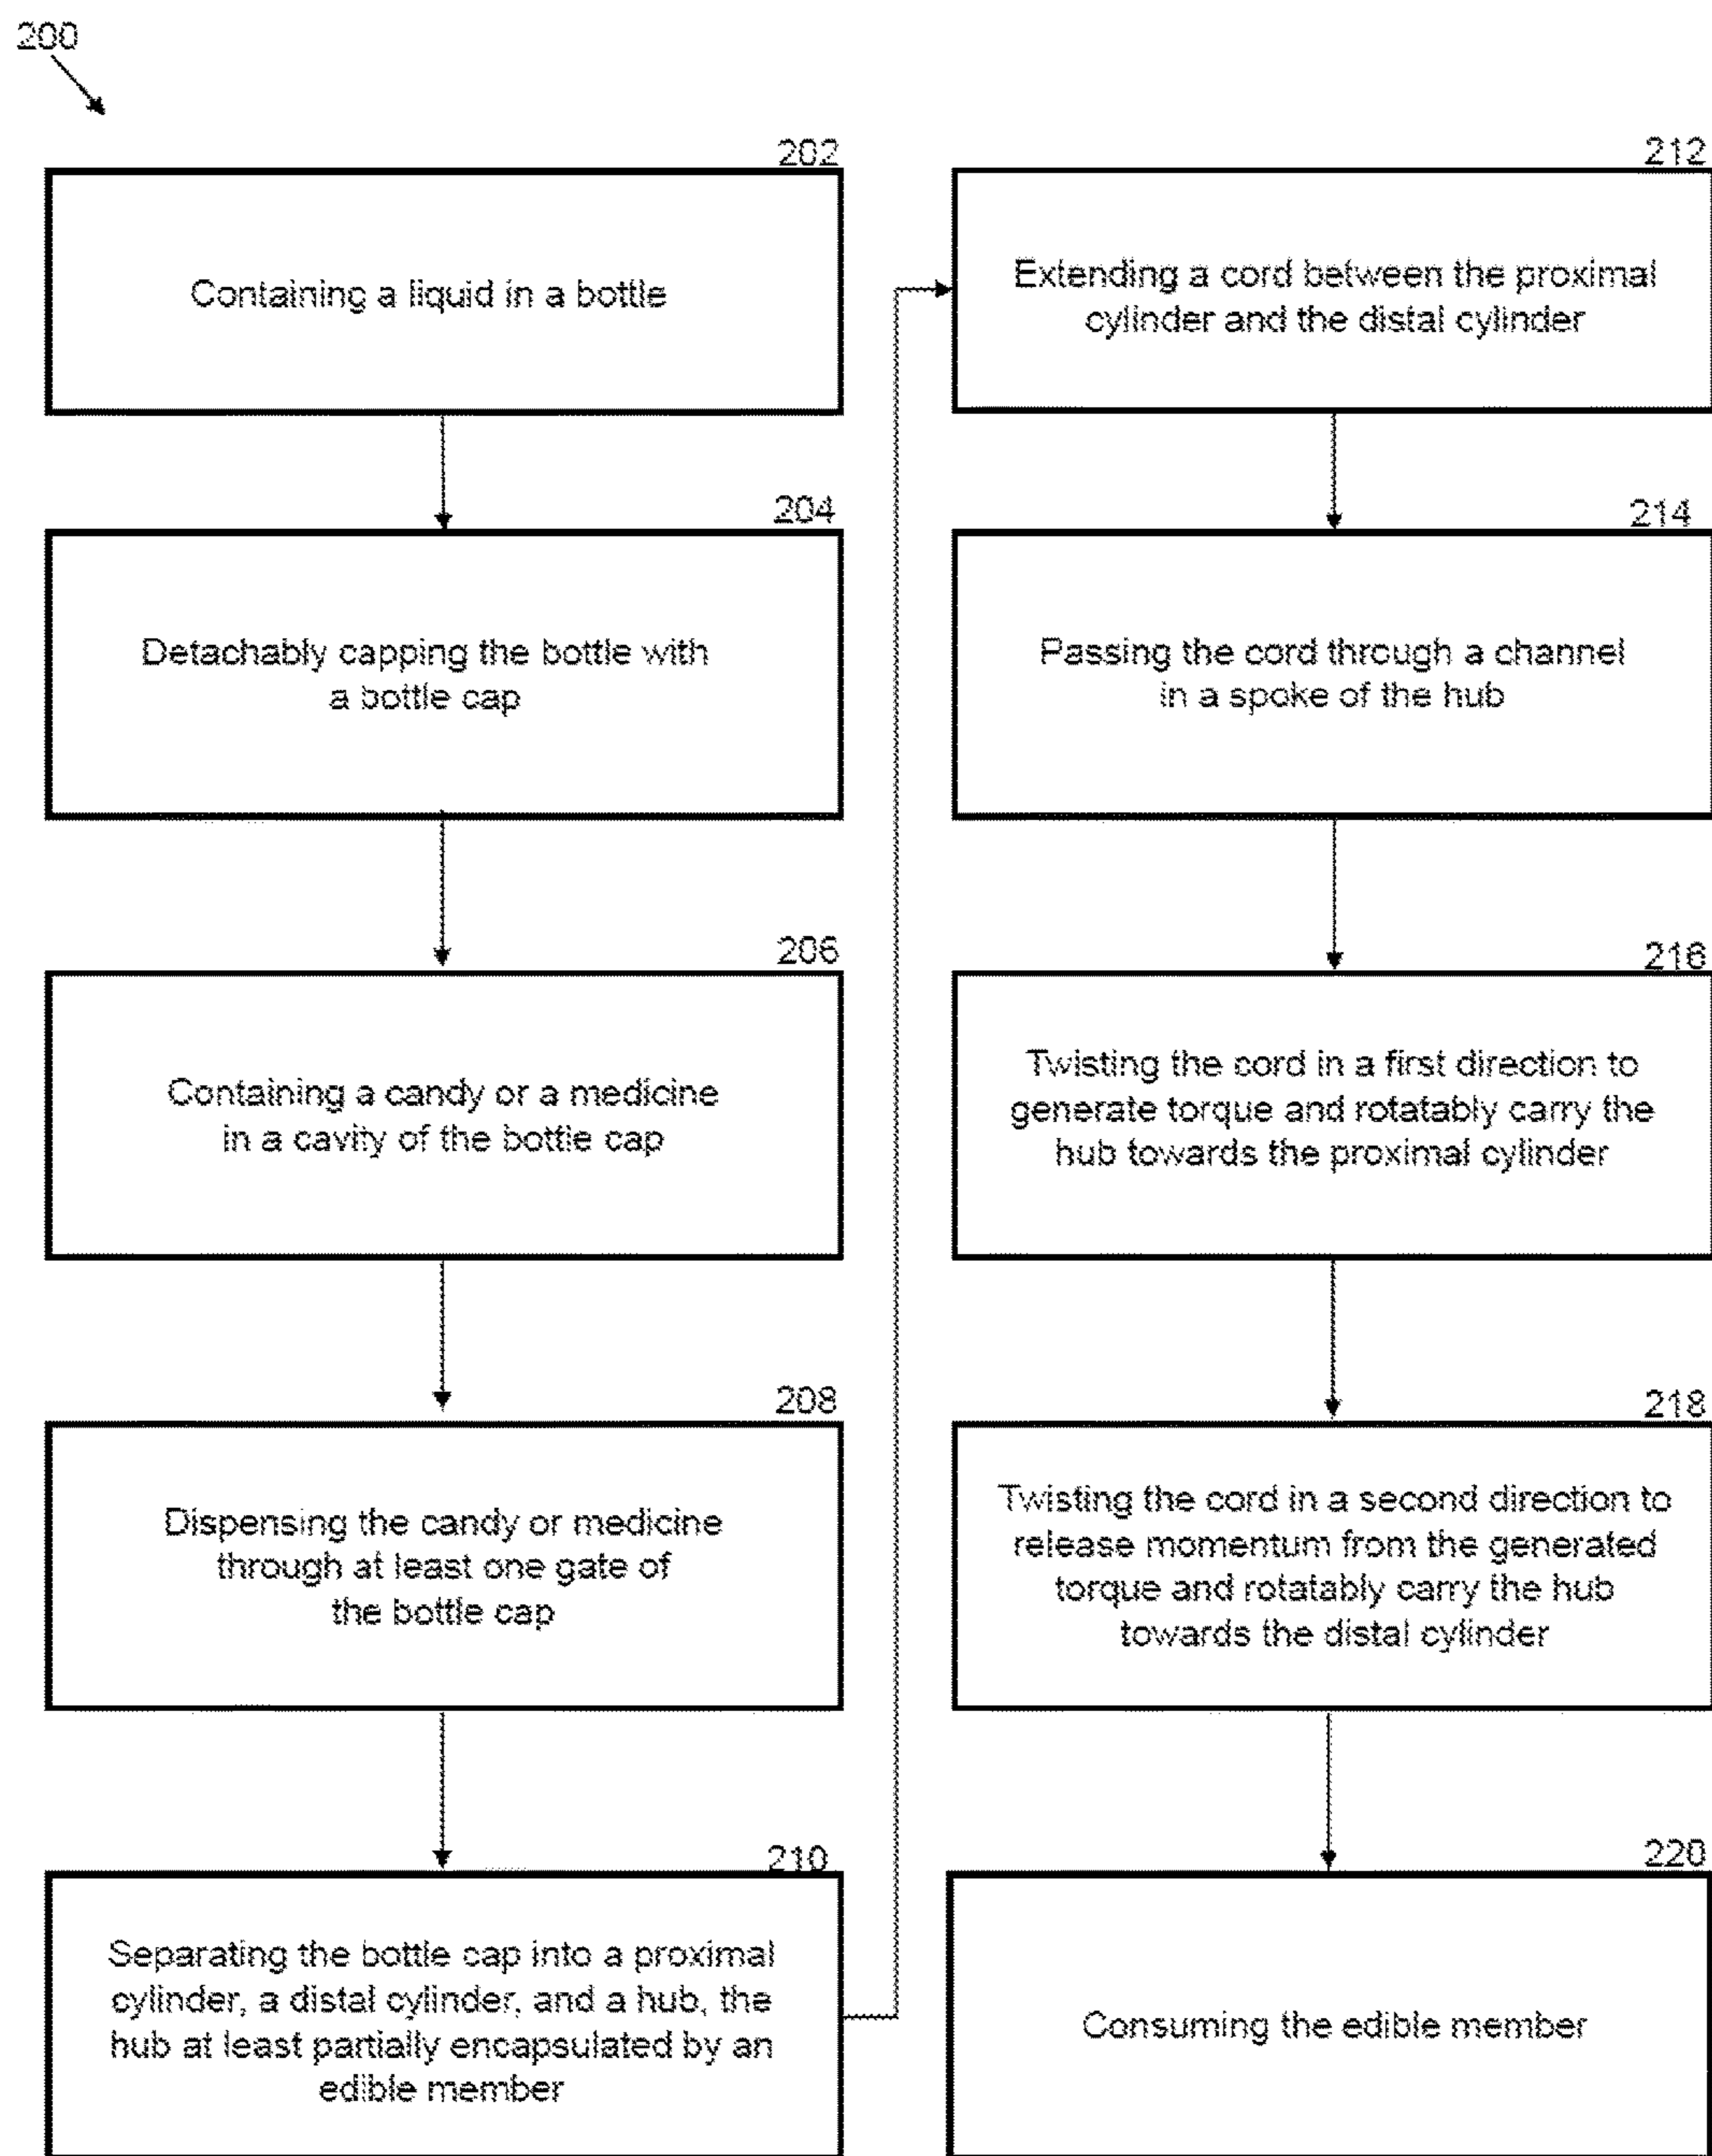 200
202
Containing a liquid in a bottle
204
Detachably capping the bottle with
a bottle cap
206
Containing a candy or a medicine
in a cavity of the bottle cap
208
Dispensing the candy or medicine
through at least one gate of
the bottle cap
210
Separating the bottle cap into a proximal
cylinder, a distal cylinder, and a hub, the
hub at least partially encapsulated by an
edible member
212
Extending a cord between the proximal
cylinder and the distal cylinder
214
Passing the cord through a channel
in a spoke of the hub
216
Twisting the cord in a first direction to
generate torque and rotatably carry the
hub towards the proximal cylinder
218
Twisting the cord in a second direction to
release momentum from the generated
torque and rotatably carry the hub
towards the distal cylinder
220
Consuming the edible member